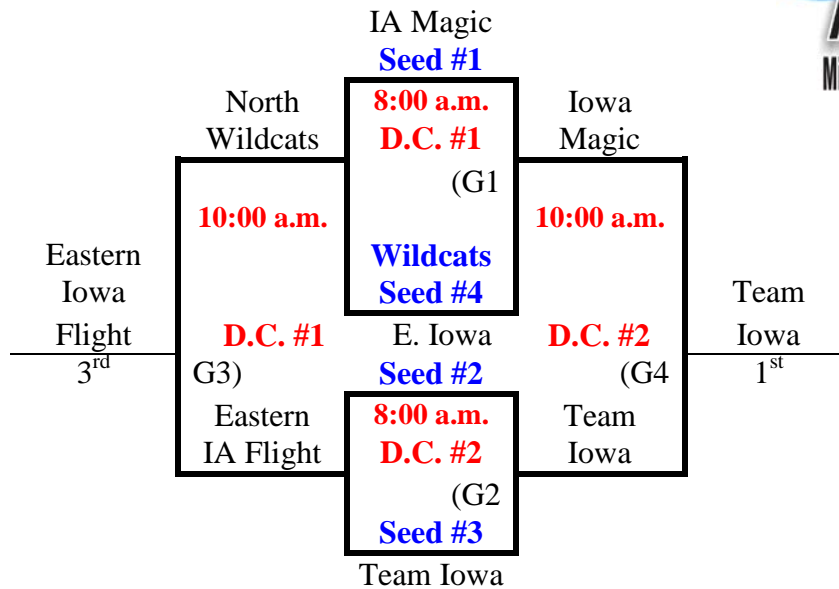 IA Magic
Seed #1
North
Wildcats
8:00 a.m.
D.C. #1
(G1
Iowa
Magic
10:00 a.m.
10:00 a.m.
Wildcats
Seed #4
Eastern
Iowa
Flight
3rd
D.C. #1
G3)
E. Iowa
Seed #2
D.C. #2
(G4
Team
Iowa
1st
Eastern
IA Flight
8:00 a.m.
D.C. #2
(G2
Team
Iowa
Seed #3
Team Iowa